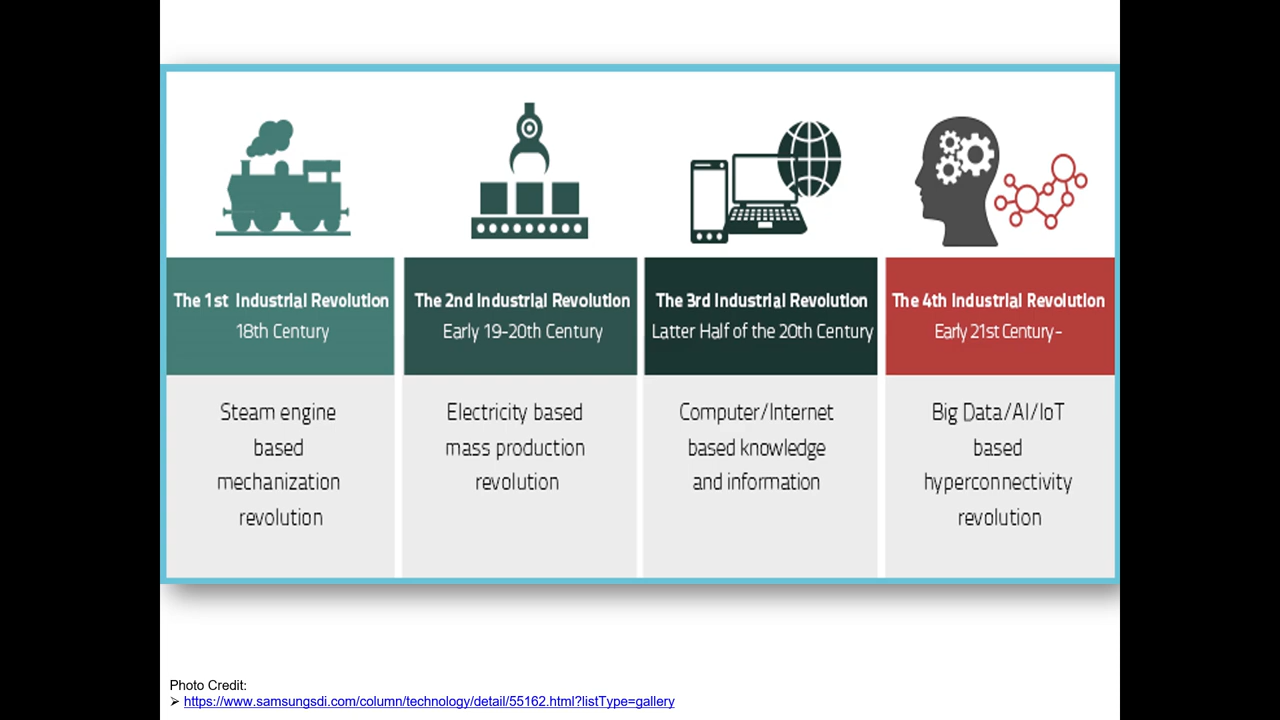 The 1st Industrial Revolution
18th Century
Steam engine
based
mechanization
revolution
The 2nd Industrial Revolution
Early 19-20th Century
Electricity based
mass production
revolution
The 3rd Industrial Revolution
Latter Half of the 20th Century
Computer/Internet
based knowledge
and information
The 4th Industrial Revolution
Early 21st Century-
Big Data/AI/IoT
based
hyperconnectivity
revolution
Photo Credit:
➢ https://www.samsungsdi.com/column/technology/detail/55162.html?listType=gallery